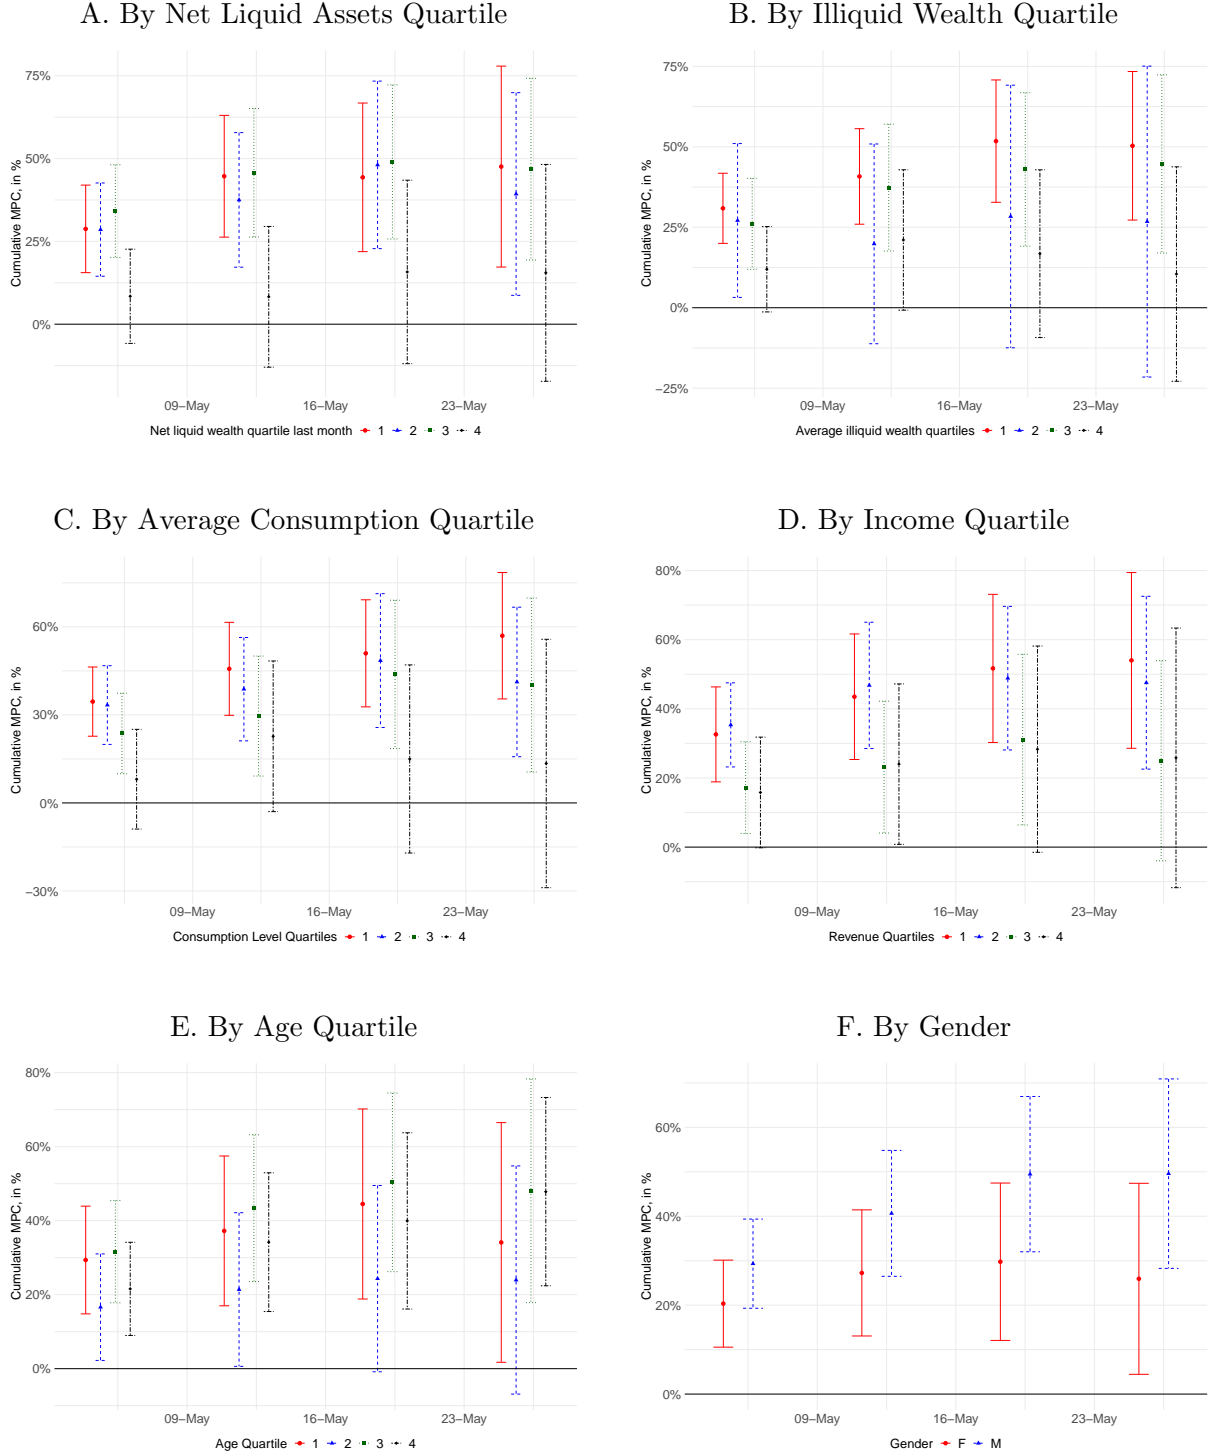 A. By Net Liquid Assets Quartile
Cumulative MPC, in %
75%
50%
25%
0%
09–May
16–May
23–May
Net liquid wealth quartile last month 1 2 3 4
B. By Illiquid Wealth Quartile
Cumulative MPC, in %
75%
50%
25%
0%
−25%
09–May
16–May
23–May
Average illiquid wealth quartiles 1 2 3 4
C. By Average Consumption Quartile
Cumulative MPC, in %
60%
30%
0%
−30%
09–May
16–May
23–May
Consumption Level Quartiles 1 2 3 4
D. By Income Quartile
Cumulative MPC, in %
80%
60%
40%
20%
0%
09–May
16–May
23–May
Revenue Quartiles 1 2 3 4
E. By Age Quartile
Cumulative MPC, in %
80%
60%
40%
20%
0%
09–May
16–May
23–May
Age Quartile 1 2 3 4
F. By Gender
Cumulative MPC, in %
60%
40%
20%
0%
09–May
16–May
23–May
Gender F M